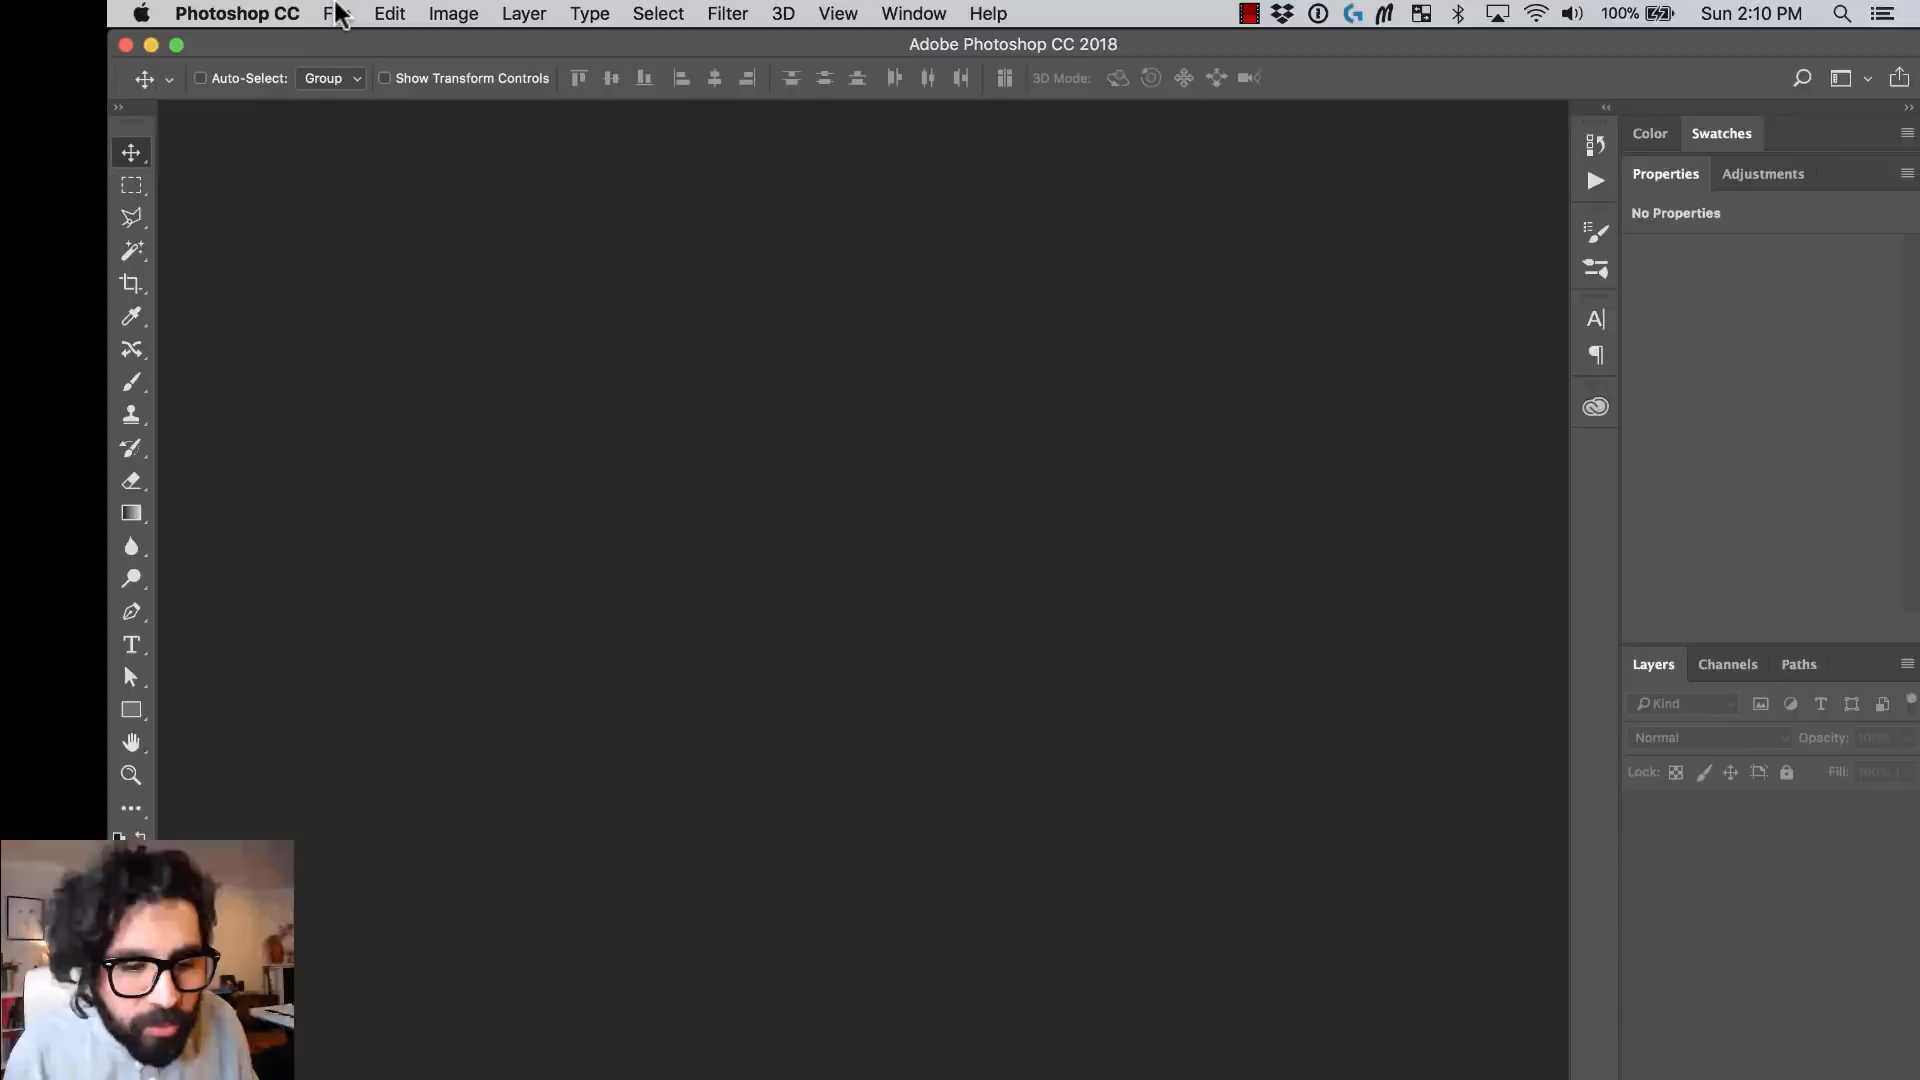 Photoshop CC Edit Image Layer Type Select Filter 3D View Window Help 100% Sun 2:10 PM
Adobe Photoshop CC 2018
Auto-Select: Group Show Transform Controls 3D Mode:
Color Swatches
Properties Adjustments
No Properties
Layers Channels Paths
Kind
Normal Opacity: 100%
Lock: Fill: 100%